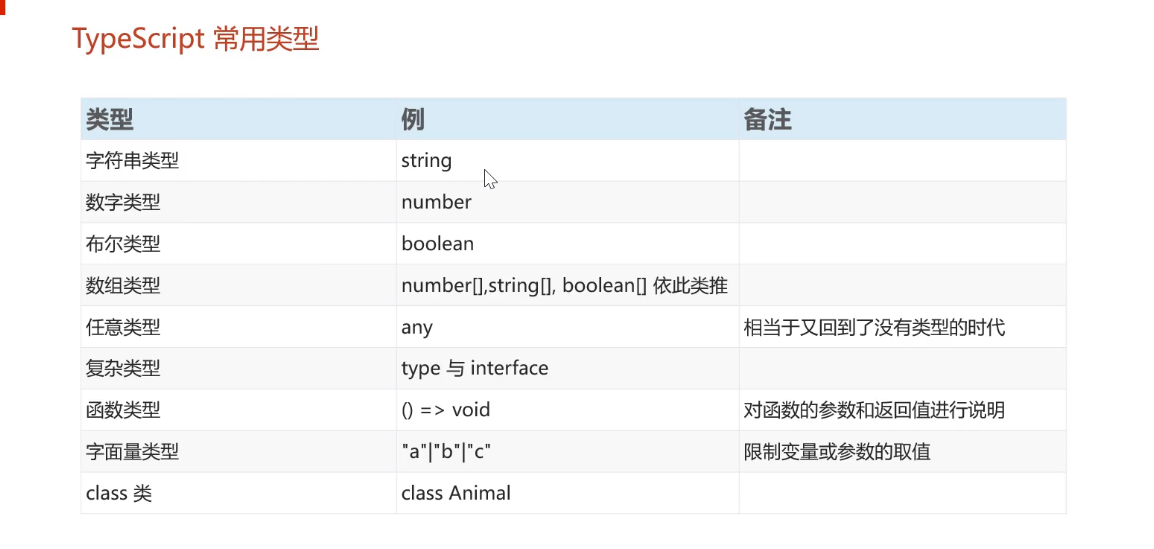 TypeScript 常用类型
类型 例 备注
字符串类型 string
数字类型 number
布尔类型 boolean
数组类型 number[],string[], boolean[] 依此类推
任意类型 any 相当于又回到了没有类型的时代
复杂类型 type 与 interface
函数类型 () => void 对函数的参数和返回值进行说明
字面量类型 "a"|"b"|"c" 限制变量或参数的取值
class 类 class Animal